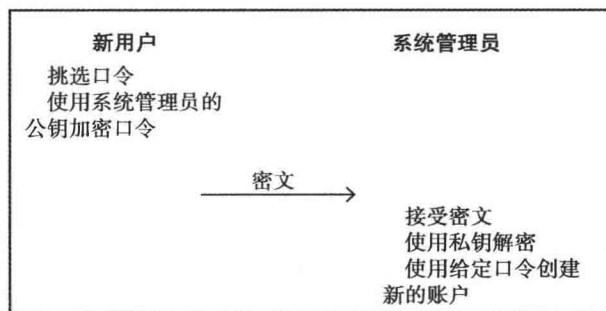 新用户
系统管理员
挑选口令
使用系统管理员的
公钥加密口令
密文
接受密文
使用私钥解密
使用给定口令创建
新的账户